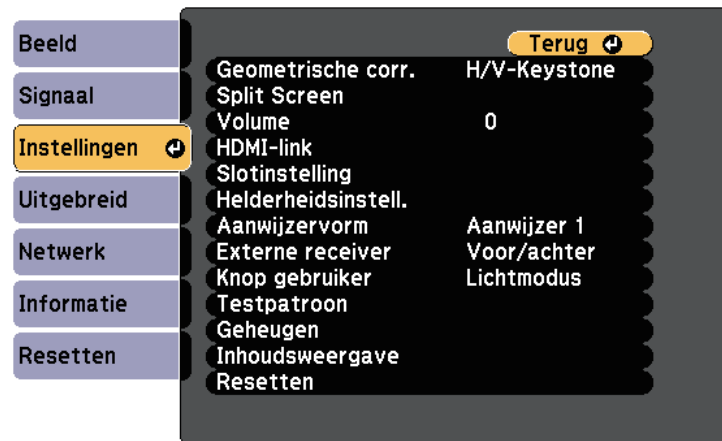 Beeld
Signaal
Instellingen
Uitgebreid
Netwerk
Informatie
Resetten
Terug
Geometrische corr. H/V-Keystone
Split Screen
Volume 0
HDMI-link
Slotinstelling
Helderheidsinstell.
Aanwijzervorm Aanwijzer 1
Externe receiver Voor/achter
Knop gebruiker Lichtmodus
Testpatroon
Geheugen
Inhoudsweergave
Resetten